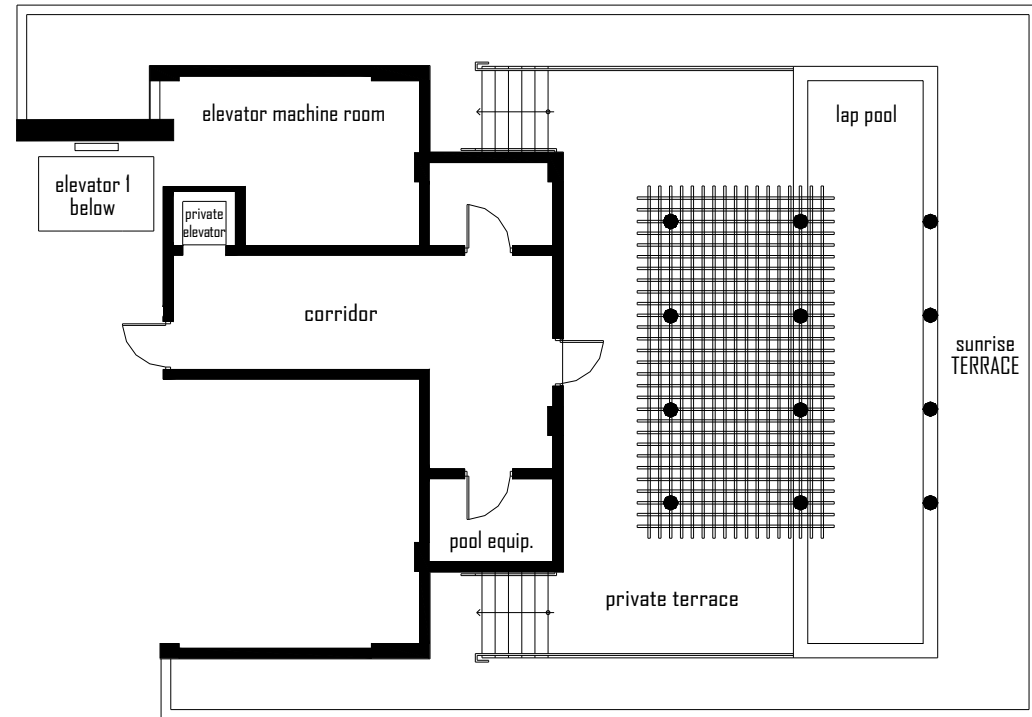 elevator machine room
lap pool
elevator 1
below
private
elevator
corridor
sunrise
TERRACE
pool equip.
private terrace